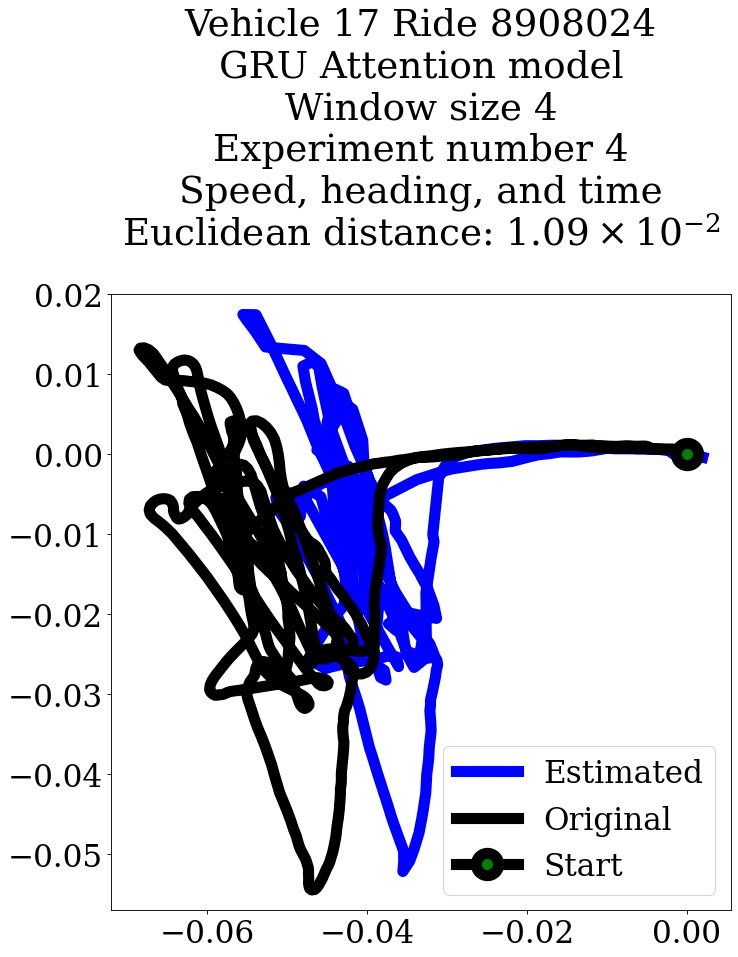 Vehicle 17 Ride 8908024
GRU Attention model
Window size 4
Experiment number 4
Speed, heading, and time
Euclidean distance: 1.09 × 10⁻²
0.02
0.01
0.00
−0.01
−0.02
−0.03
−0.04
−0.05
Estimated
Original
Start
−0.06
−0.04
−0.02
0.00